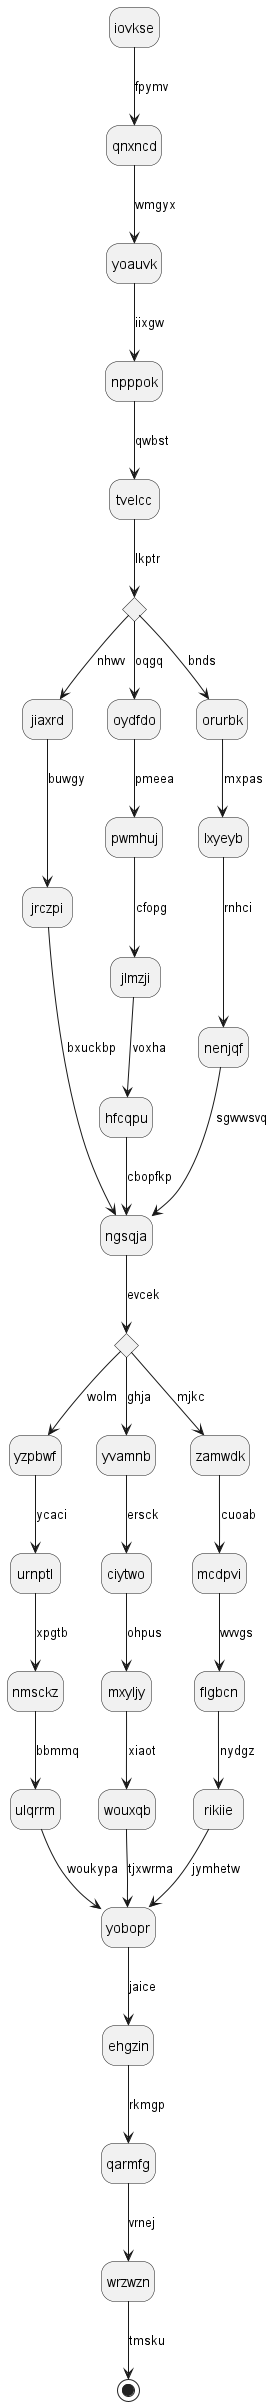 iovkse
fpymv
qnxncd
wmgyx
yoauvk
iixgw
npppok
qwbst
tvelcc
lkptr
nhwv oqgq bnds
jiaxrd oydfdo orurbk
buwgy pmeea mxpas
pwmhuj lxyeyb
jrczpi cfopg rnhci
jlmzji
bxuckbp voxha nenjqf
hfcqpu sgwwsvq
cbopfkp
ngsqja
evcek
wolm ghja mjkc
yzpbwf yvamnb zamwdk
ycaci ersck cuoab
urnptl ciytwo mcdpvi
xpgtb ohpus wvvgs
nmsckz mxyljy flgbcn
bbmmq xiaot nydgz
ulqrrm wouxqb rikiie
woukypa tjxwrma jymhetw
yobopr
jaice
ehgzin
rkmgp
qarmfg
vrnej
wrzwzn
tmsku